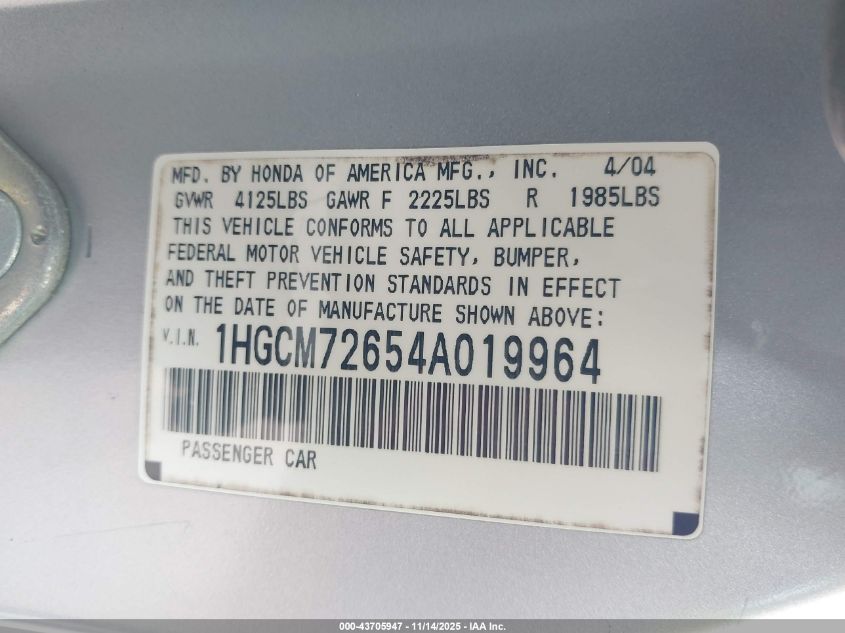 MFD. BY HONDA OF AMERICA MFG., INC. 4/04
GVWR 4125LBS GAWR F 2225LBS R 1985LBS
THIS VEHICLE CONFORMS TO ALL APPLICABLE
FEDERAL MOTOR VEHICLE SAFETY, BUMPER,
AND THEFT PREVENTION STANDARDS IN EFFECT
ON THE DATE OF MANUFACTURE SHOWN ABOVE:
V.I.N. 1HGCM72654A019964
PASSENGER CAR
000-43705947 - 11/14/2025 - IAA Inc.